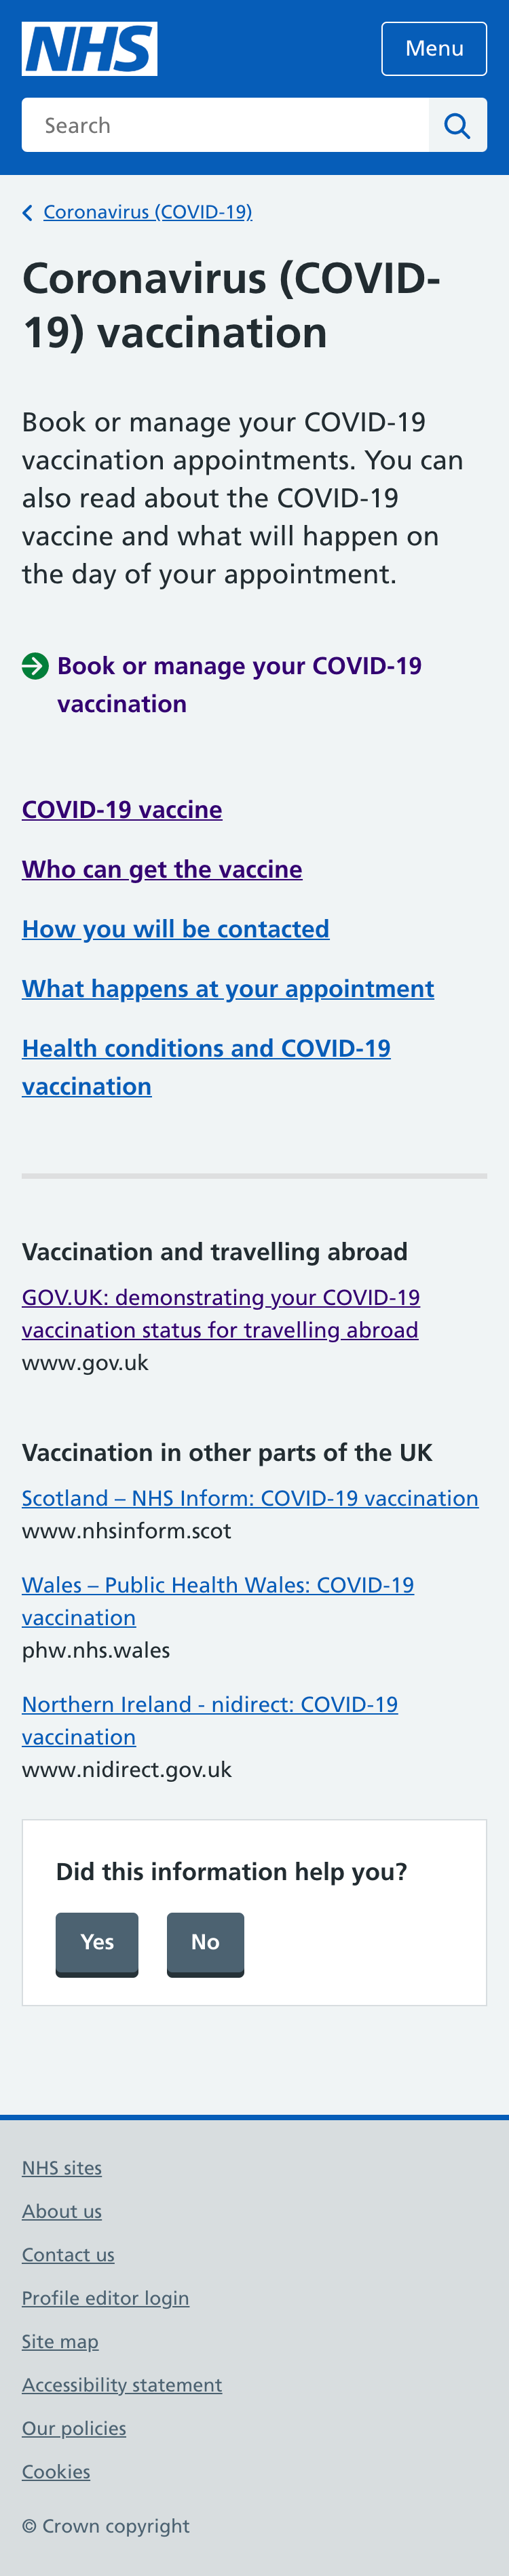 NHS
Menu
Search
Coronavirus (COVID-19)
Coronavirus (COVID-
19) vaccination
Book or manage your COVID-19
vaccination appointments. You can
also read about the COVID-19
vaccine and what will happen on
the day of your appointment.
Book or manage your COVID-19
vaccination
COVID-19 vaccine
Who can get the vaccine
How you will be contacted
What happens at your appointment
Health conditions and COVID-19
vaccination
Vaccination and travelling abroad
GOV.UK: demonstrating your COVID-19
vaccination status for travelling abroad
www.gov.uk
Vaccination in other parts of the UK
Scotland – NHS Inform: COVID-19 vaccination
www.nhsinform.scot
Wales – Public Health Wales: COVID-19
vaccination
phw.nhs.wales
Northern Ireland - nidirect: COVID-19
vaccination
www.nidirect.gov.uk
Did this information help you?
Yes No
NHS sites
About us
Contact us
Profile editor login
Site map
Accessibility statement
Our policies
Cookies
© Crown copyright